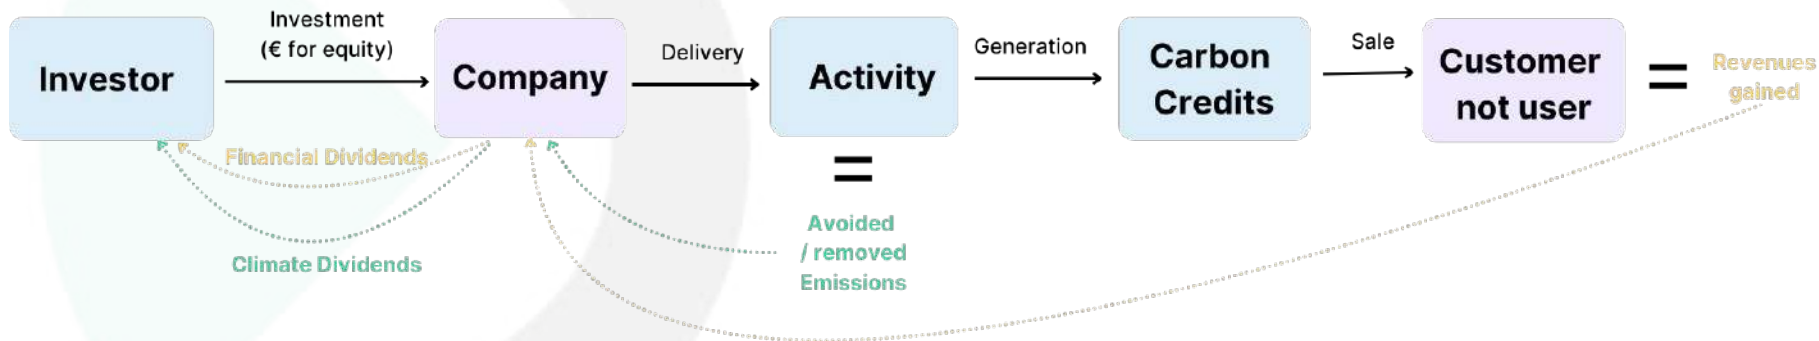 Investor
Investment
(€ for equity)
Company
Delivery
Activity
Generation
Carbon
Credits
Sale
Customer
not user
=
Revenues
gained
Financial Dividends
Climate Dividends
=
Avoided
/ removed
Emissions